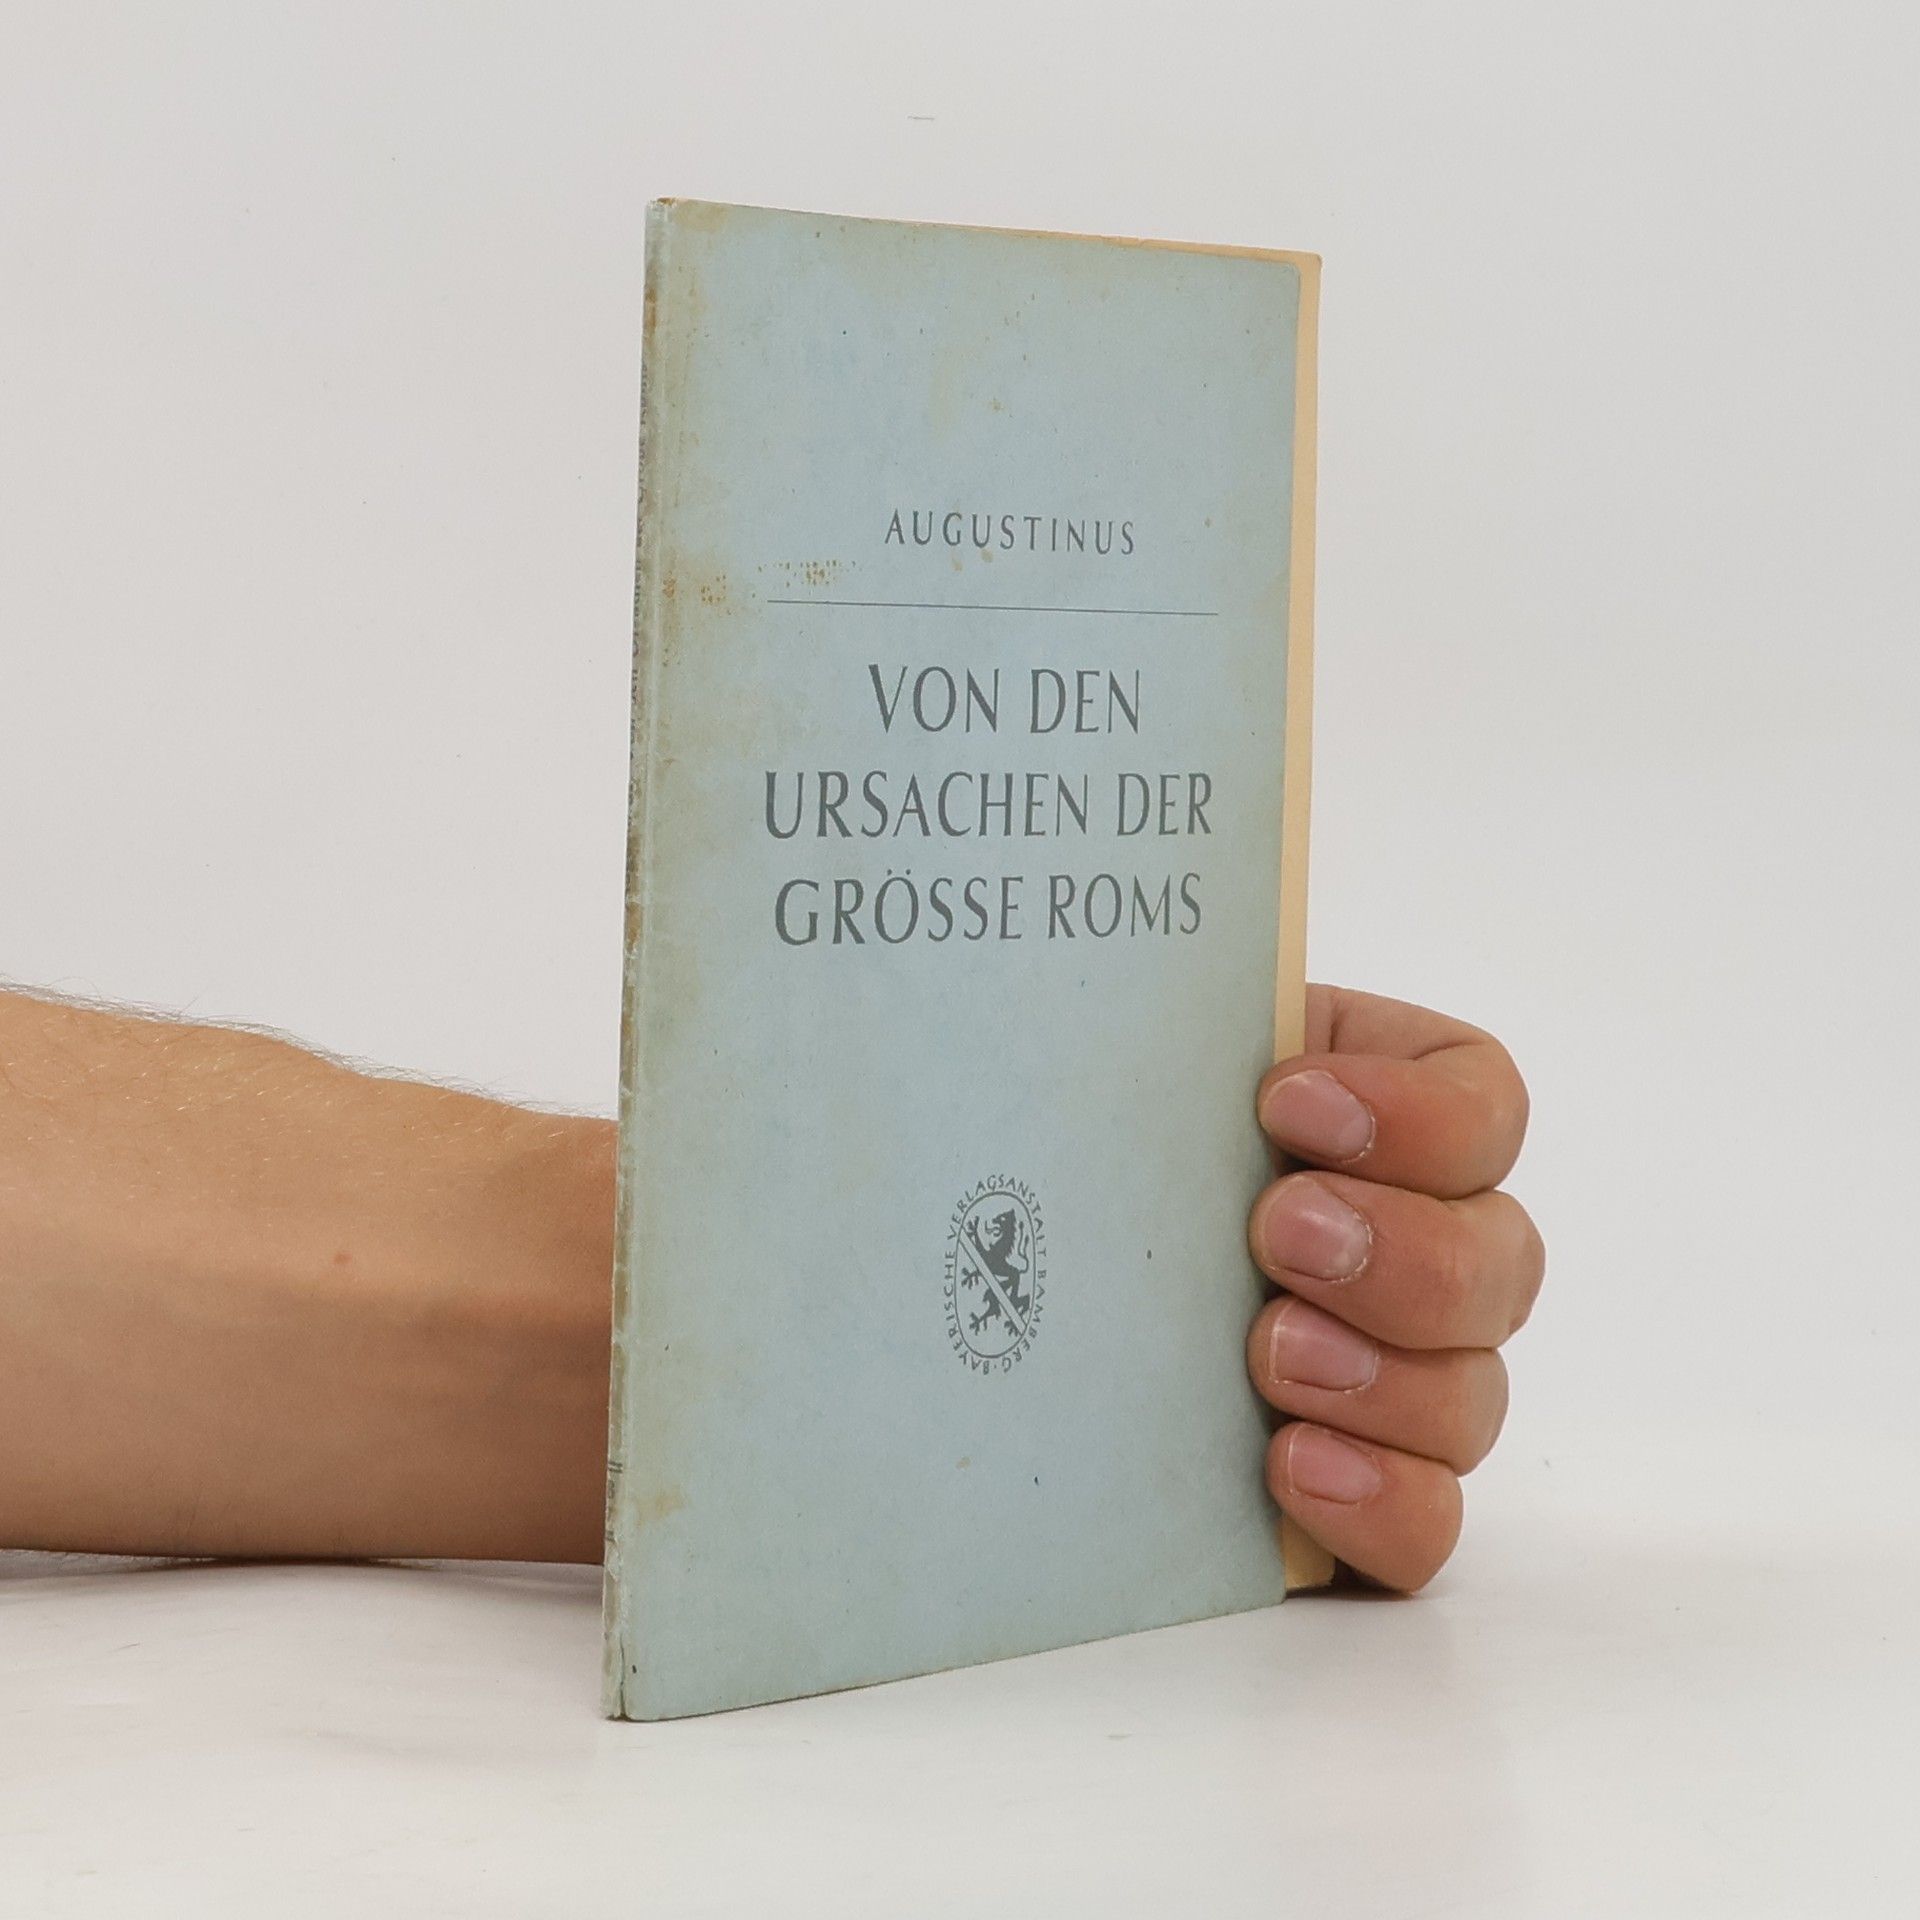 AUGUSTINUS
VON DEN
URSACHEN DER
GRÖSSE ROMS
BAYERISCHE VERLAGSANSTALT BAMBERG ·